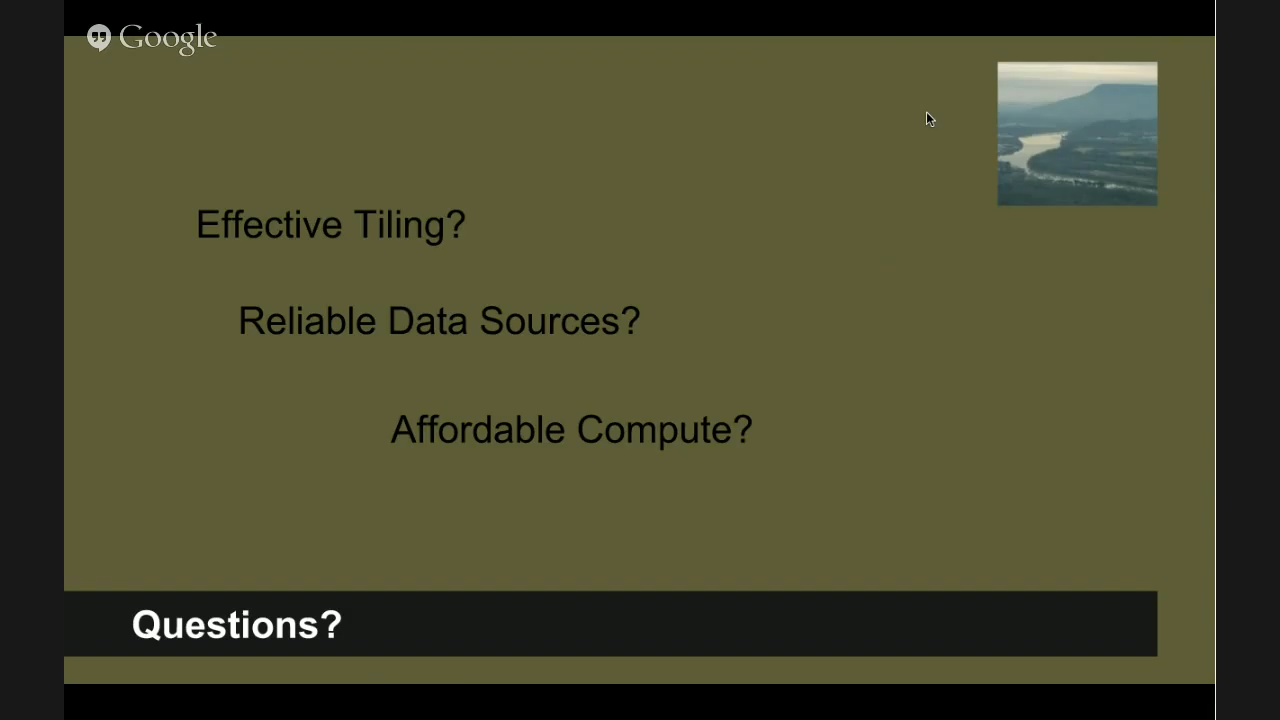 Google
Effective Tiling?
Reliable Data Sources?
Affordable Compute?
Questions?